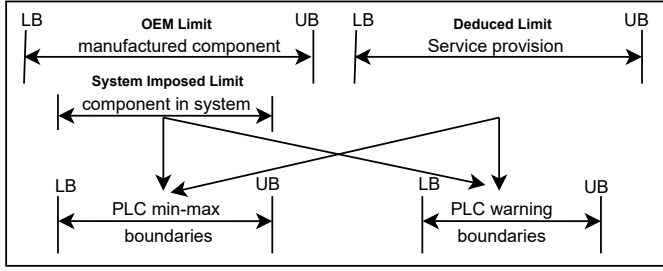 LB OEM Limit UB Deduced Limit UB
manufactured component LB Service provision
System Imposed Limit
component in system
LB UB LB UB
PLC min-max PLC warning
boundaries boundaries